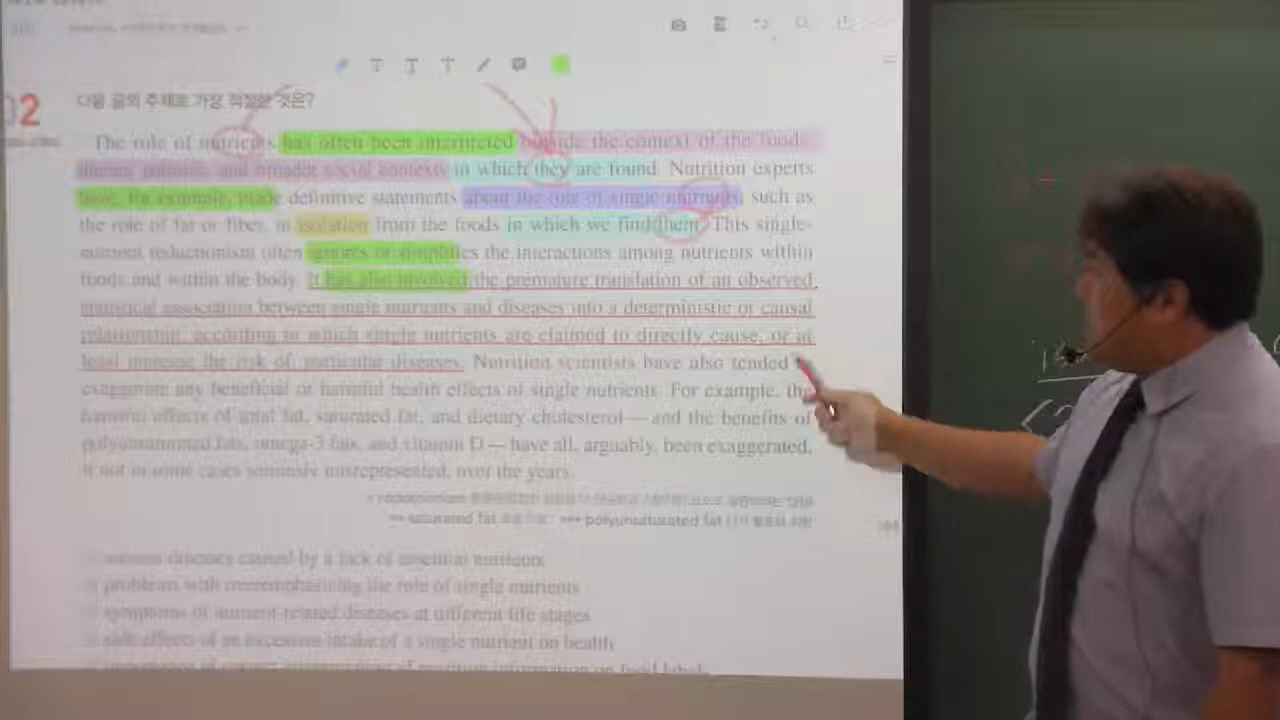 02
다음 글의 주제로 가장 적절한 것은?
The role of nutrients has often been interpreted outside the context of the foods,
dietary patterns, and broader social contexts in which they are found. Nutrition experts
have, for example, made definitive statements about the role of single nutrients, such as
the role of fat or fiber, in isolation from the foods in which we find them. This single-
nutrient reductionism often ignores or simplifies the interactions among nutrients within
foods and within the body. It has also involved the premature translation of an observed
statistical association between single nutrients and diseases into a deterministic or causal
relationship, according to which single nutrients are claimed to directly cause, or at
least increase the risk of, particular diseases. Nutrition scientists have also tended
exaggerate any beneficial or harmful health effects of single nutrients. For example, the
harmful effects of total fat, saturated fat, and dietary cholesterol — and the benefits of
polyunsaturated fats, omega-3 fats, and vitamin D — have all, arguably, been exaggerated,
if not in some cases seriously misrepresented, over the years.
* reductionism
** saturated fat *** polyunsaturated fat
various diseases caused by a lack of essential nutrients
problems with overemphasizing the role of single nutrients
symptoms of nutrient-related diseases at different life stages
side effects of an excessive intake of a single nutrient on health
of nutrition information on food labels